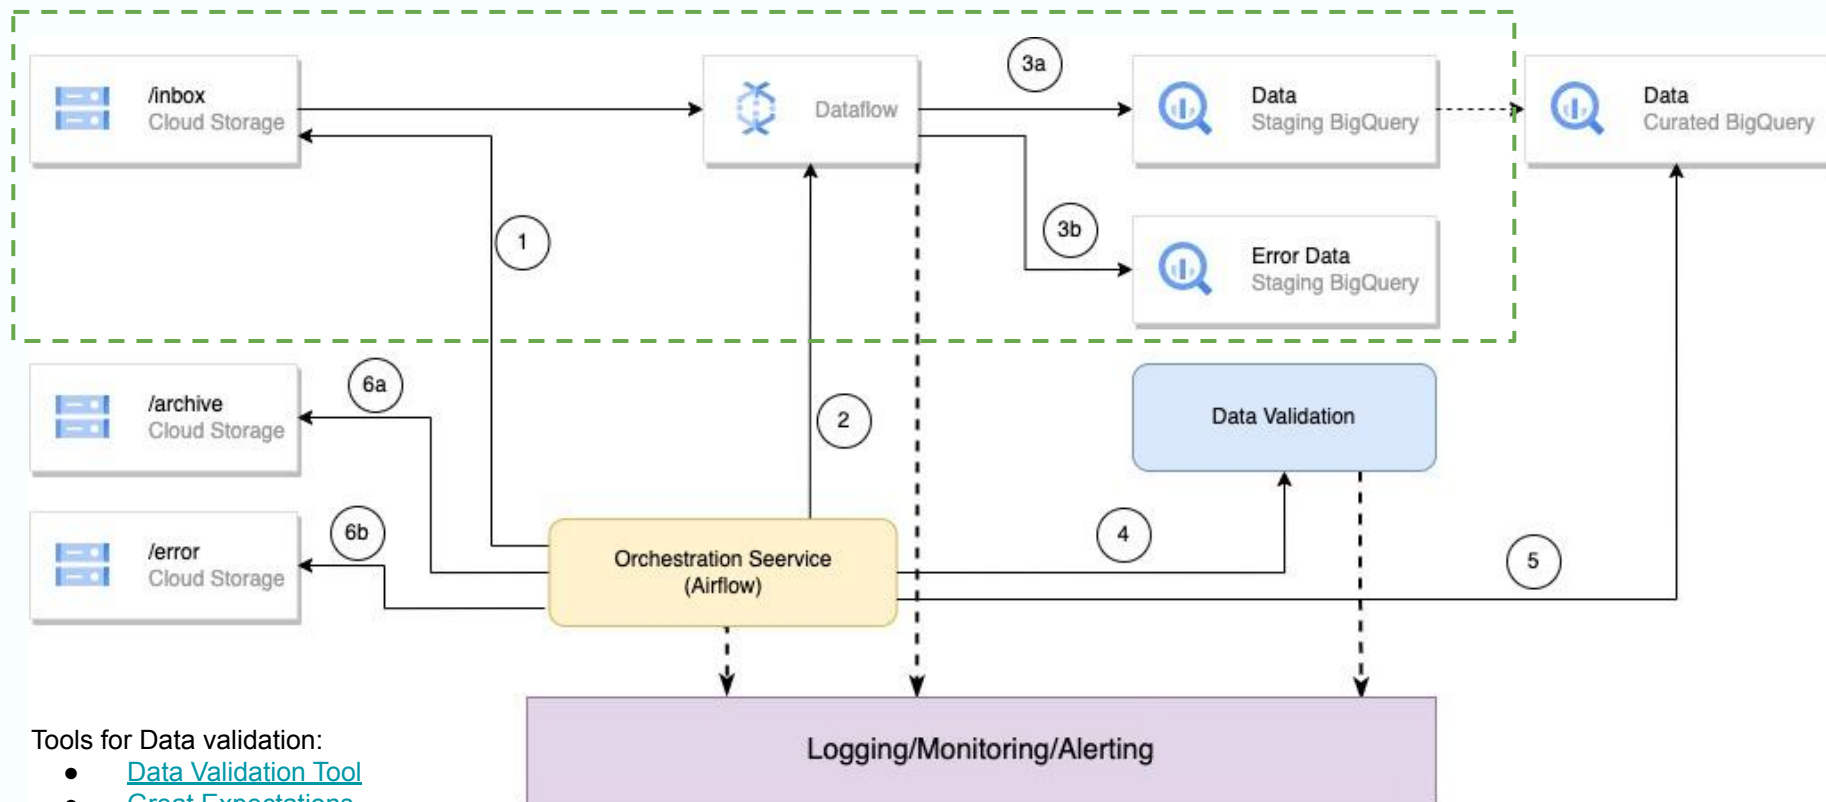 /inbox
Cloud Storage
Dataflow
3a
Data
Staging BigQuery
Data
Curated BigQuery
1
3b
Error Data
Staging BigQuery
/archive
Cloud Storage
6a
2
Data Validation
/error
Cloud Storage
6b
Orchestration Seervice
(Airflow)
4
5
Logging/Monitoring/Alerting
Tools for Data validation:
● Data Validation Tool
● Great Expectations